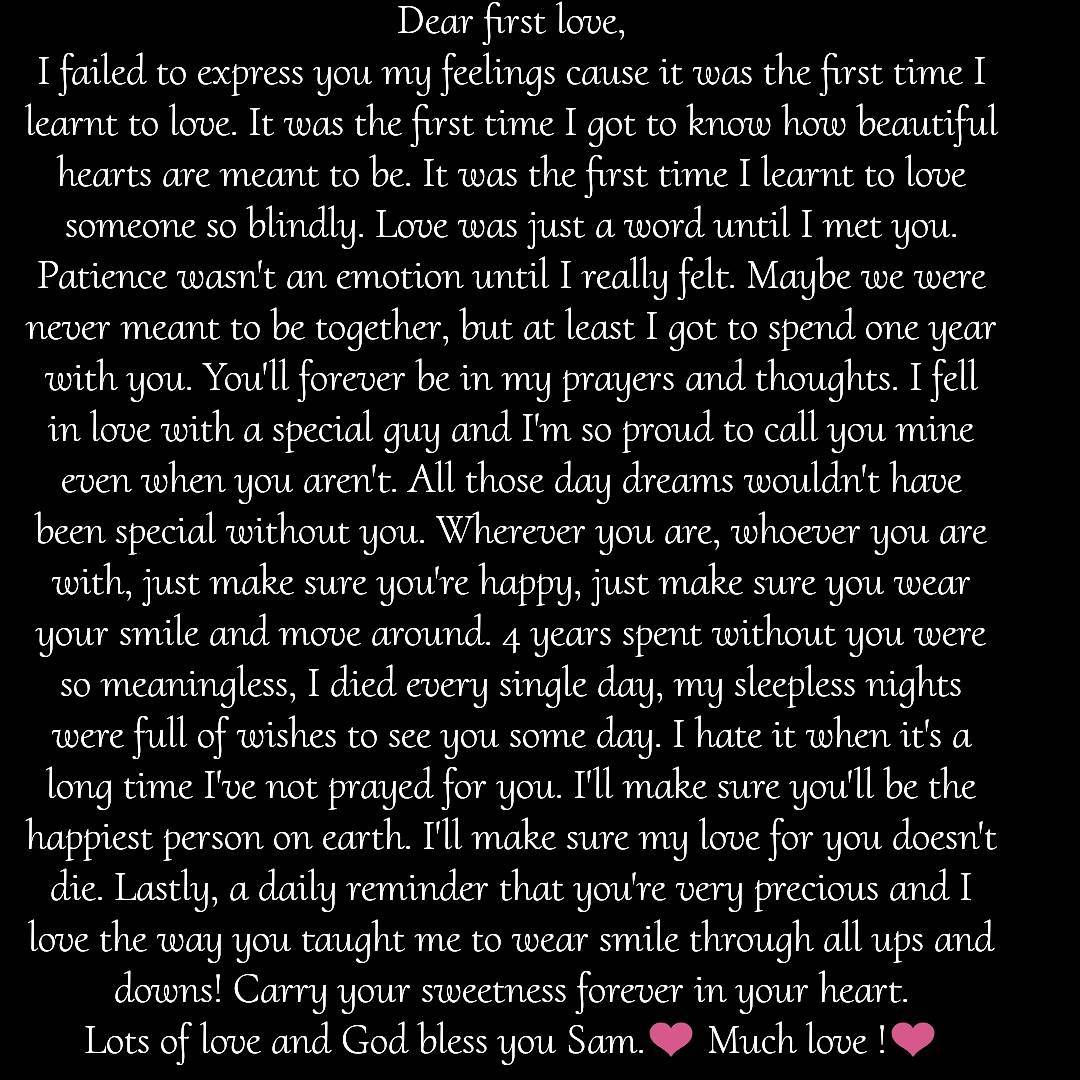 Dear first love,
I failed to express you my feelings cause it was the first time I
learnt to love. It was the first time I got to know how beautiful
hearts are meant to be. It was the first time I learnt to love
someone so blindly. Love was just a word until I met you.
Patience wasn't an emotion until I really felt. Maybe we were
never meant to be together, but at least I got to spend one year
with you. You'll forever be in my prayers and thoughts. I fell
in love with a special guy and I'm so proud to call you mine
even when you aren't. All those day dreams wouldn't have
been special without you. Wherever you are, whoever you are
with, just make sure you're happy, just make sure you wear
your smile and move around. 4 years spent without you were
so meaningless, I died every single day, my sleepless nights
were full of wishes to see you some day. I hate it when it's a
long time I've not prayed for you. I'll make sure you'll be the
happiest person on earth. I'll make sure my love for you doesn't
die. Lastly, a daily reminder that you're very precious and I
love the way you taught me to wear smile through all ups and
downs! Carry your sweetness forever in your heart.
Lots of love and God bless you Sam.❤ Much love !❤